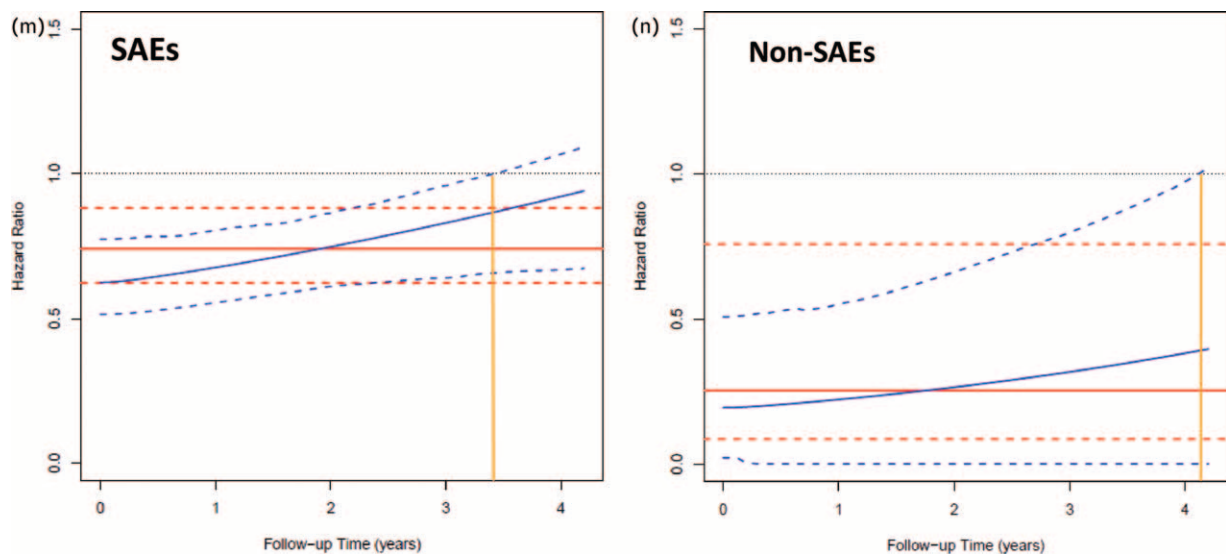 (m)
SAEs
Hazard Ratio
1.5
1.0
0.5
0.0
0 1 2 3 4
Follow-up Time (years)
(n)
Non-SAEs
Hazard Ratio
1.5
1.0
0.5
0.0
0 1 2 3 4
Follow-up Time (years)